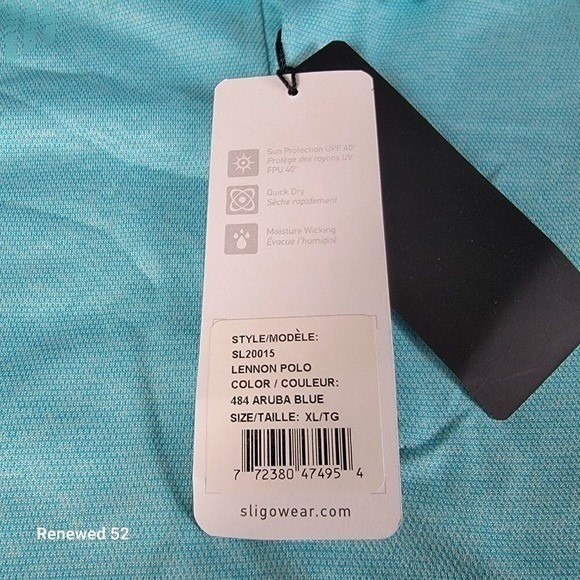 Sun Protection UPF 40+
Protège des rayons UV
FPU 40+
Quick Dry
Sèche rapidement
Moisture Wicking
Évacue l'humidité
STYLE/MODÈLE:
SL20015
LENNON POLO
COLOR / COULEUR:
484 ARUBA BLUE
SIZE/TAILLE: XL/TG
7 72380 47495 4
sligowear.com
Renewed 52